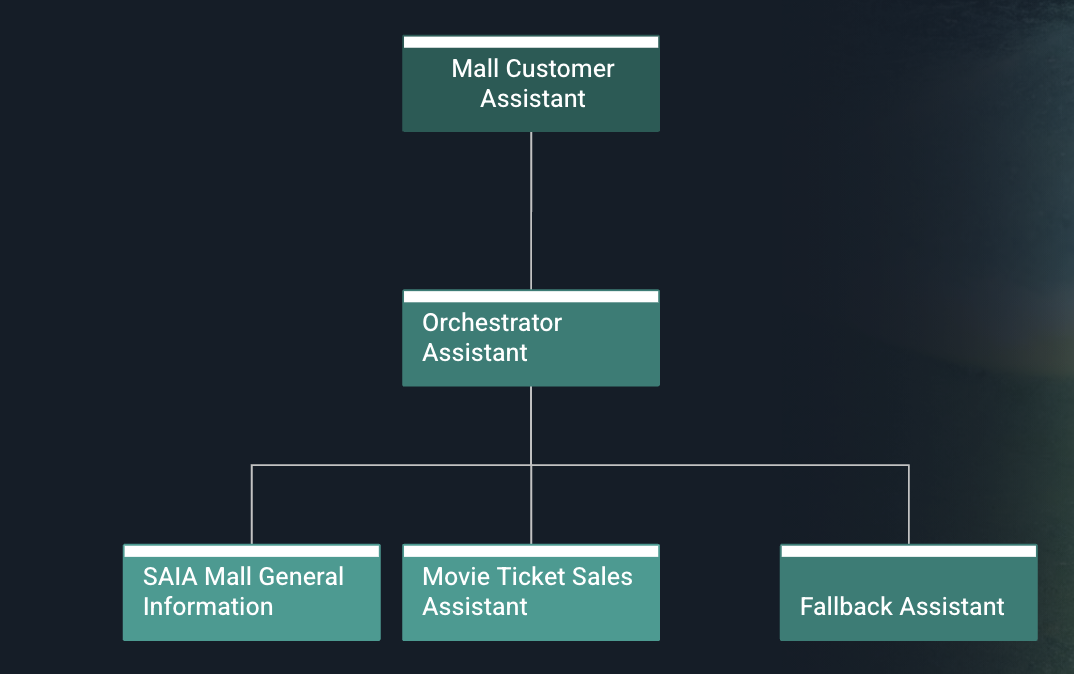 Mall Customer
Assistant
Orchestrator
Assistant
SAIA Mall General
Information
Movie Ticket Sales
Assistant
Fallback Assistant